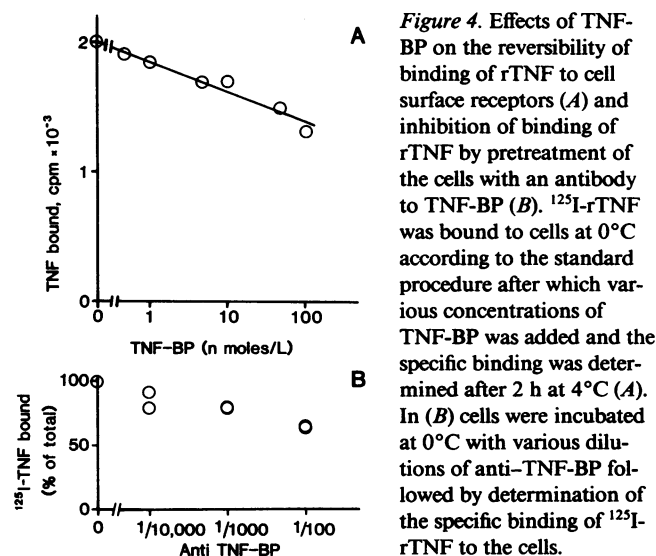 A
2
1
0
TNF bound, cpm × 10⁻³
0 1 10 100
TNF-BP (n moles/L)
B
100
50
0
¹²⁵I-TNF bound
(% of total)
0 1/10,000 1/1000 1/100
Anti TNF-BP
Figure 4. Effects of TNF-
BP on the reversibility of
binding of rTNF to cell
surface receptors (A) and
inhibition of binding of
rTNF by pretreatment of
the cells with an antibody
to TNF-BP (B). ¹²⁵I-rTNF
was bound to cells at 0°C
according to the standard
procedure after which var-
ious concentrations of
TNF-BP was added and the
specific binding was deter-
mined after 2 h at 4°C (A).
In (B) cells were incubated
at 0°C with various dilu-
tions of anti–TNF-BP fol-
lowed by determination of
the specific binding of ¹²⁵I-
rTNF to the cells.